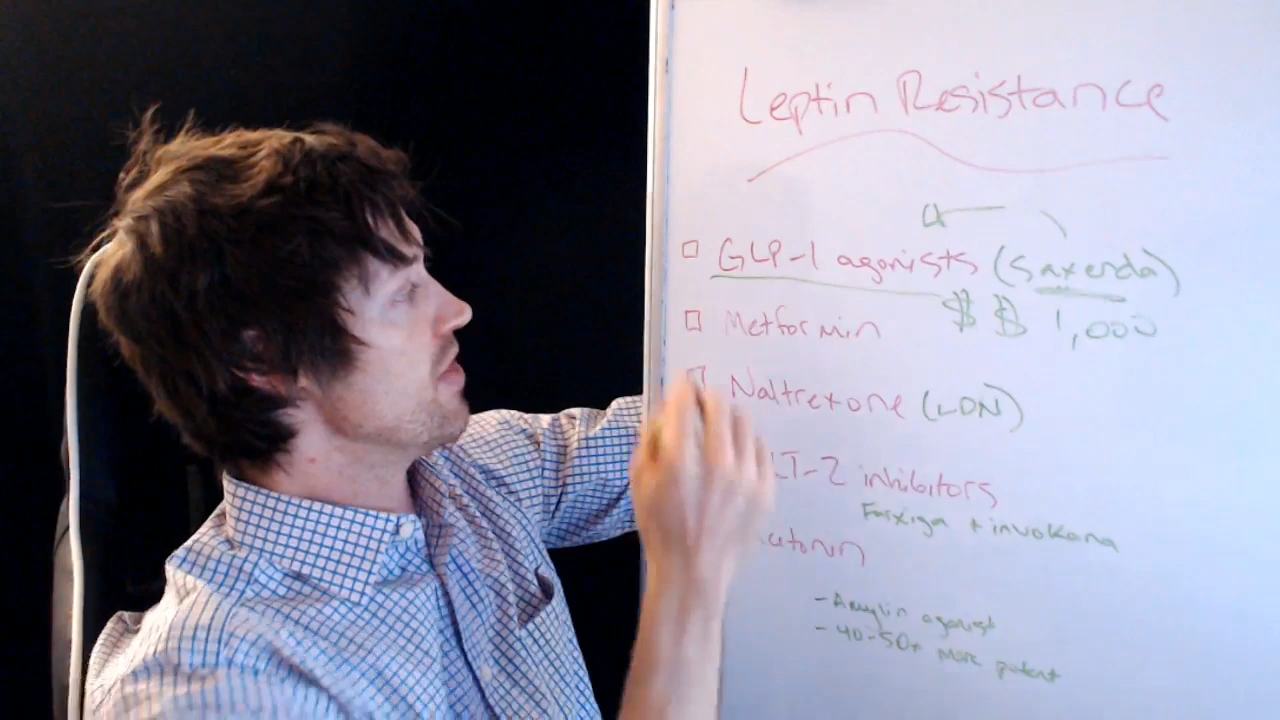 Leptin Resistance
GLP-1 agonists (Saxenda)
$ $ 1,000
Metformin
Naltrexone (LDN)
LT-2 inhibitors
Farxiga + invokana
- Amylin agonist
- 40-50+ more potent